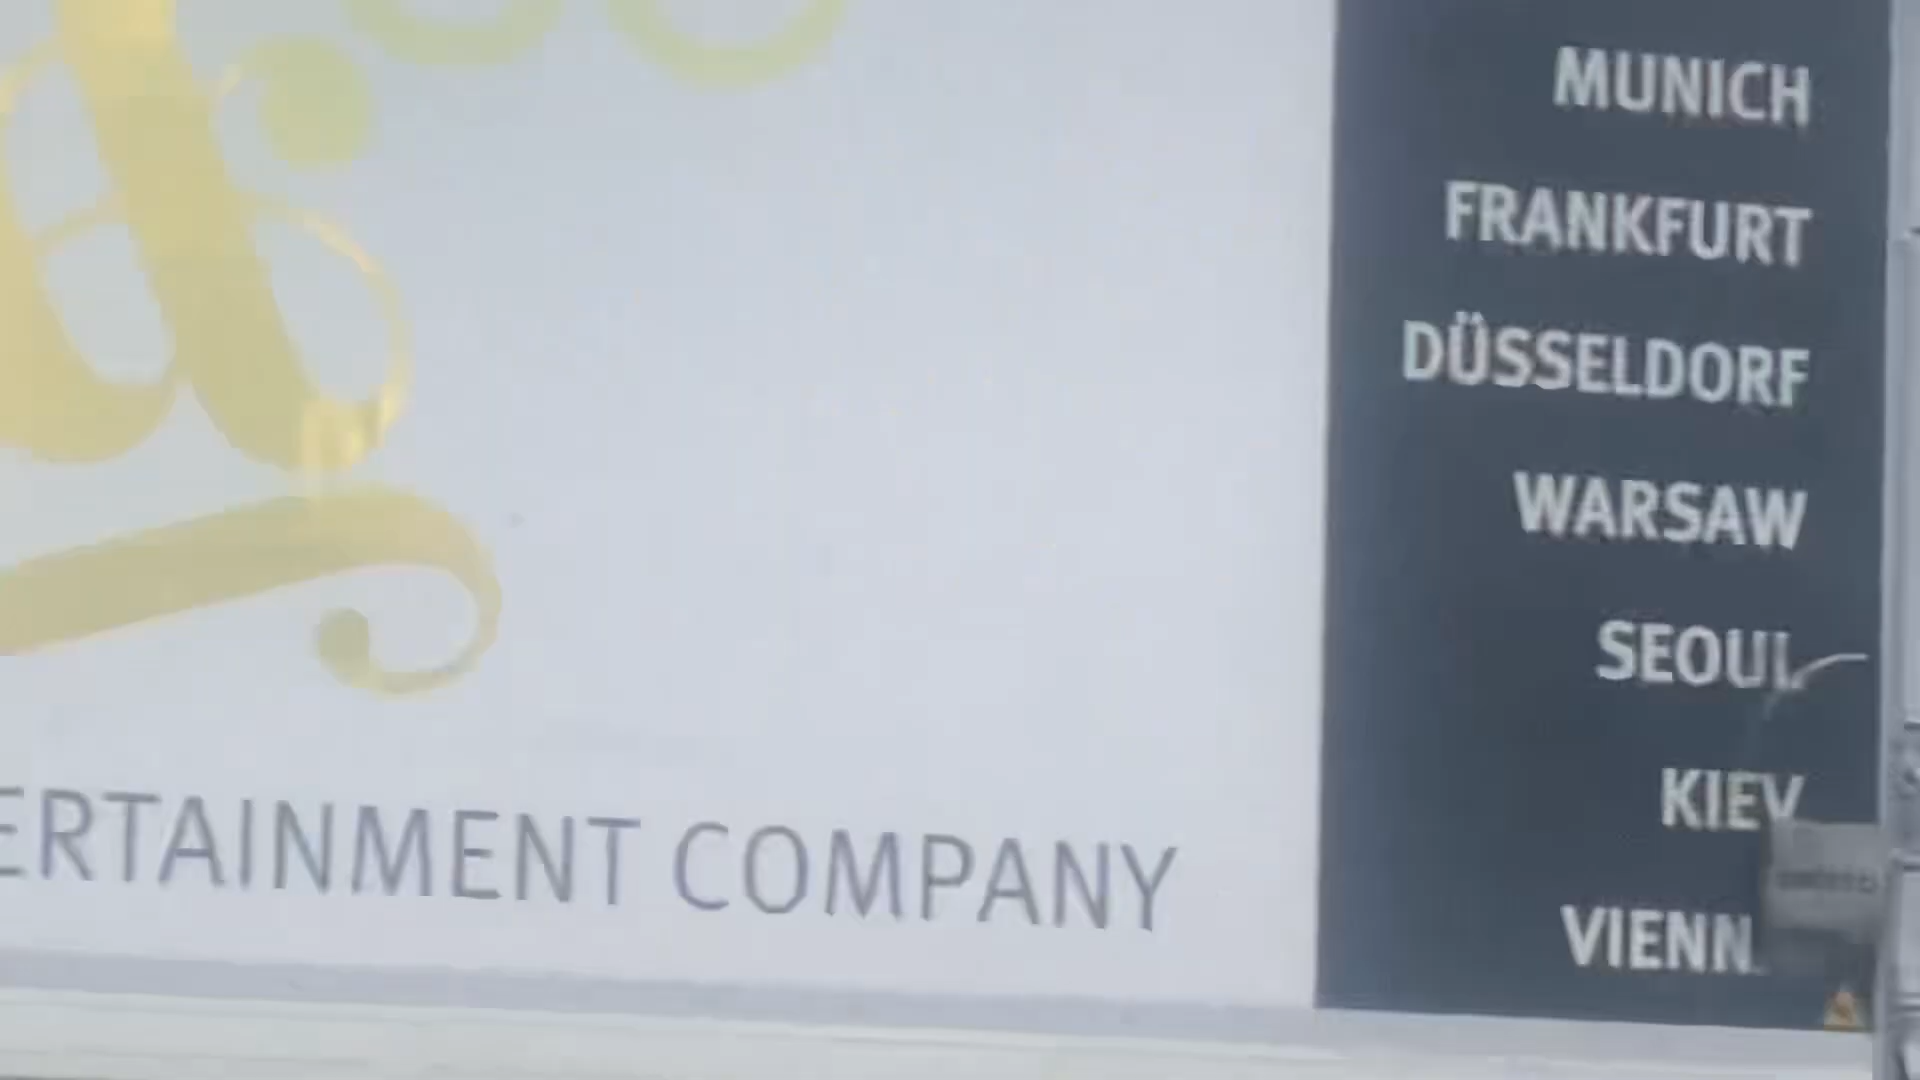 ERTAINMENT COMPANY
MUNICH
FRANKFURT
DÜSSELDORF
WARSAW
SEOUL
KIEV
VIENN